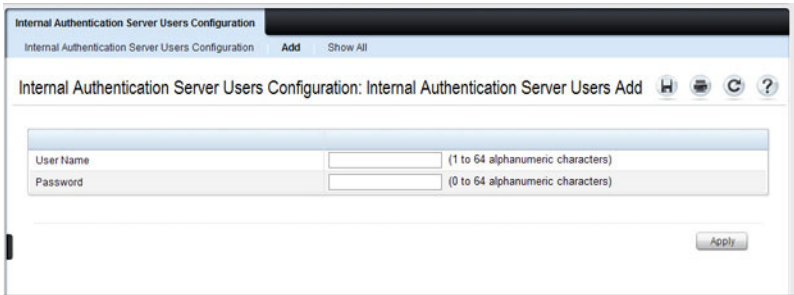 Internal Authentication Server Users Configuration
Internal Authentication Server Users Configuration Add Show All
Internal Authentication Server Users Configuration: Internal Authentication Server Users Add
User Name (1 to 64 alphanumeric characters)
Password (0 to 64 alphanumeric characters)
Apply